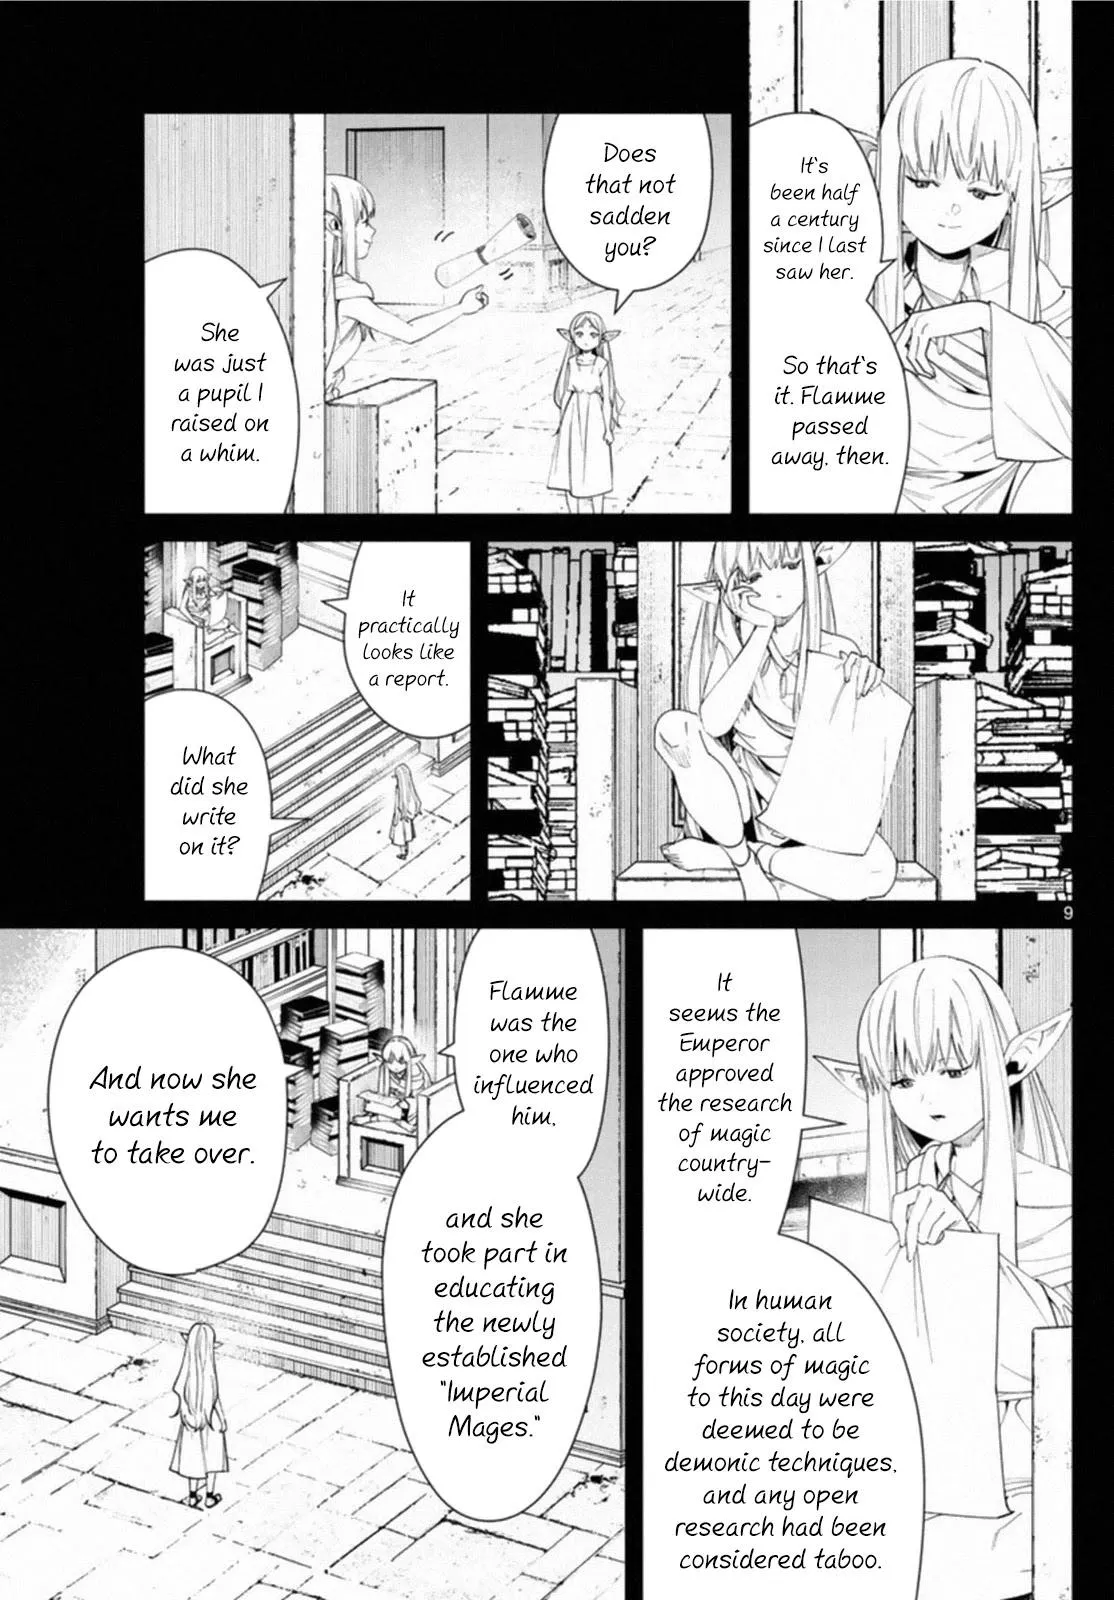 It's
been half
a century
since I last
saw her.
So that's
it. Flamme
passed
away, then.
Does
that not
sadden
you?
She
was just
a pupil I
raised on
a whim.
It
practically
looks like
a report.
What
did she
write
on it?
9
It
seems the
Emperor
approved
the research
of magic
country-
wide.
In human
society, all
forms of magic
to this day were
deemed to be
demonic techniques,
and any open
research had been
considered taboo.
Flamme
was the
one who
influenced
him,
and she
took part in
educating
the newly
established
"Imperial
Mages."
And now she
wants me
to take over.